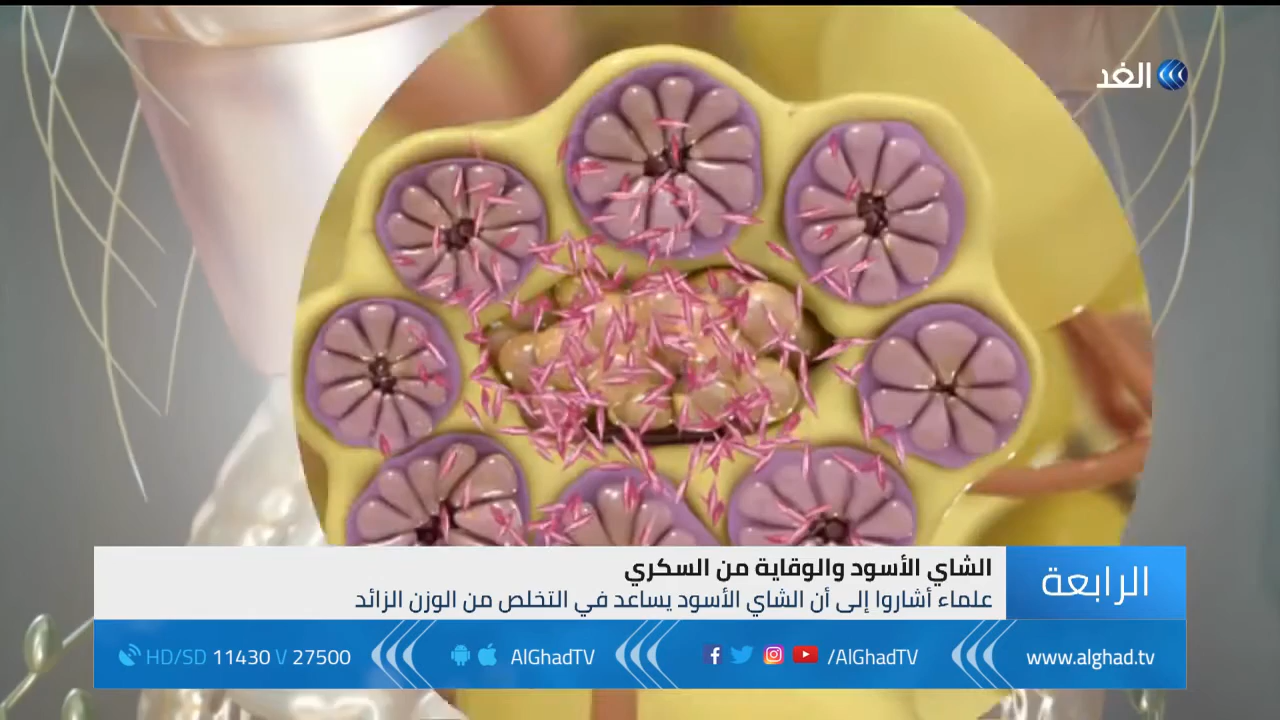 الغد
الشاي الأسود والوقاية من السكري
علماء أشاروا إلى أن الشاي الأسود يساعد في التخلص من الوزن الزائد
الرابعة
HD/SD 11430 V 27500
AlGhadTV
/AlGhadTV
www.alghad.tv